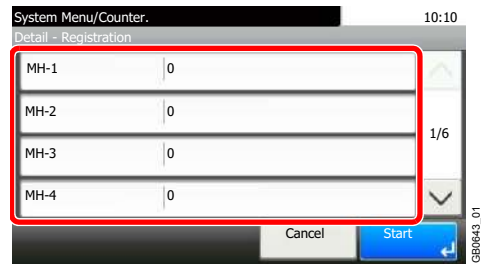 System Menu/Counter. 10:10
Detail - Registration
MH-1 0
MH-2 0
1/6
MH-3 0
MH-4 0
Cancel Start
GB0643_01